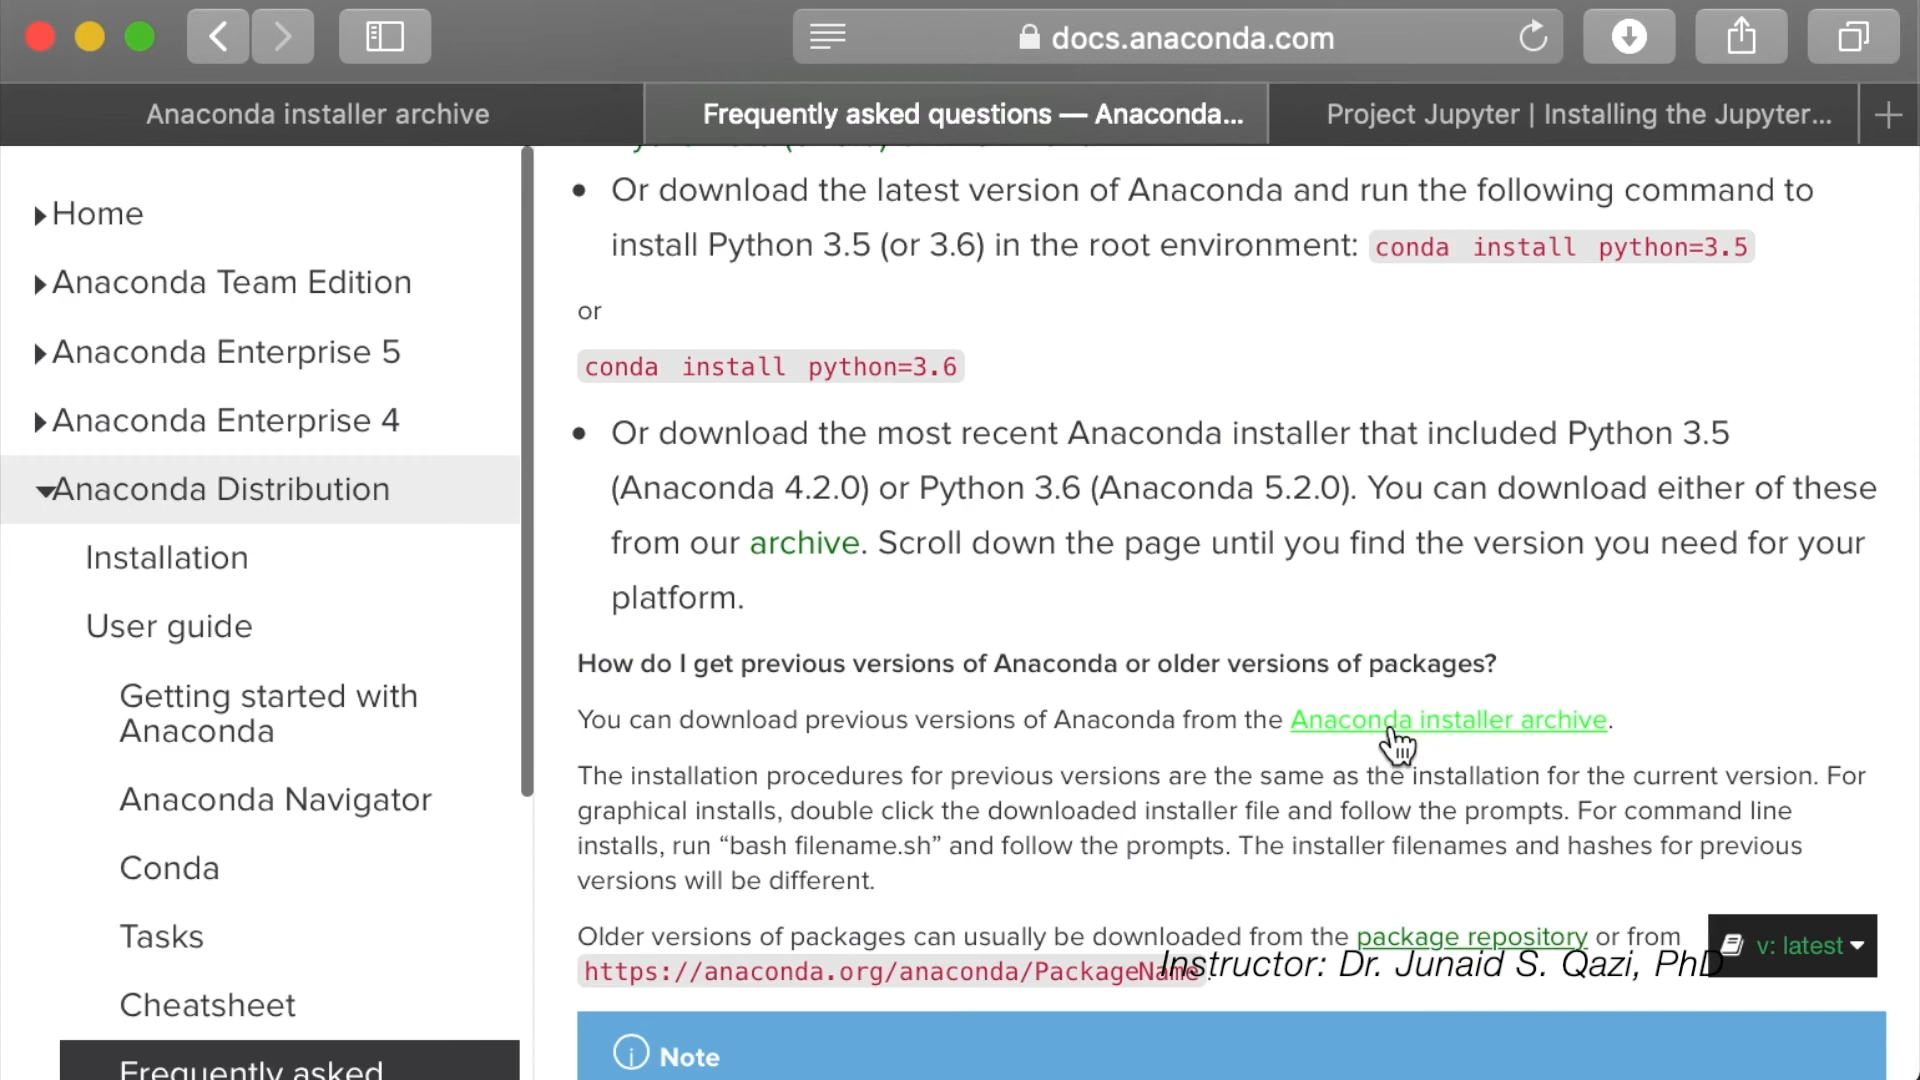 docs.anaconda.com
Anaconda installer archive
Frequently asked questions — Anaconda...
Project Jupyter | Installing the Jupyter...
Home
Anaconda Team Edition
Anaconda Enterprise 5
Anaconda Enterprise 4
Anaconda Distribution
Installation
User guide
Getting started with
Anaconda
Anaconda Navigator
Conda
Tasks
Cheatsheet
Frequently asked
Or download the latest version of Anaconda and run the following command to
install Python 3.5 (or 3.6) in the root environment: conda install python=3.5
or
conda install python=3.6
Or download the most recent Anaconda installer that included Python 3.5
(Anaconda 4.2.0) or Python 3.6 (Anaconda 5.2.0). You can download either of these
from our archive. Scroll down the page until you find the version you need for your
platform.
How do I get previous versions of Anaconda or older versions of packages?
You can download previous versions of Anaconda from the Anaconda installer archive.
The installation procedures for previous versions are the same as the installation for the current version. For
graphical installs, double click the downloaded installer file and follow the prompts. For command line
installs, run “bash filename.sh” and follow the prompts. The installer filenames and hashes for previous
versions will be different.
Older versions of packages can usually be downloaded from the package repository or from
https://anaconda.org/anaconda/PackageName.
Instructor: Dr. Junaid S. Qazi, PhD
v: latest
Note